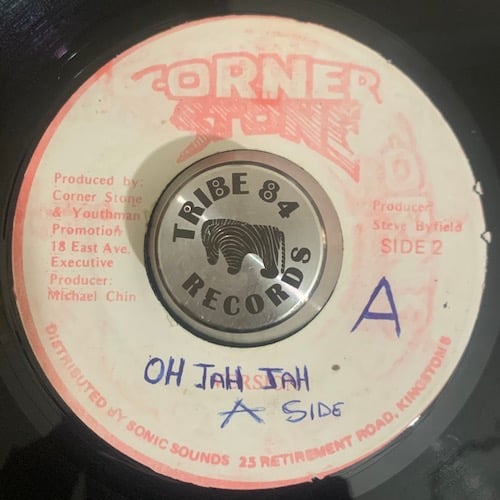 CORNER
STONE
Produced by:
Corner Stone
& Youthman
Promotion
18 East Ave.
Executive
Producer:
Michael Chin
TRIBE 84
RECORDS
Producer
Steve Byfield
SIDE 2
A
OH JAH JAH
A SIDE
DISTRIBUTED BY SONIC SOUNDS 25 RETIREMENT ROAD, KINGSTON 5